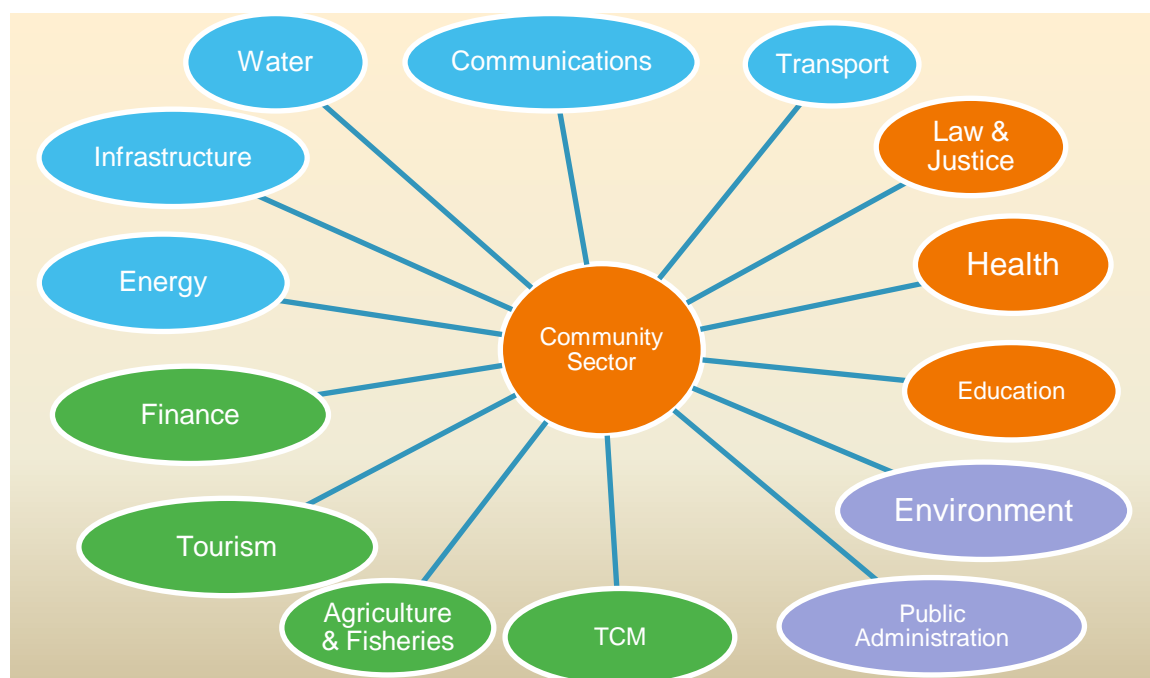 Water
Communications
Transport
Law &
Justice
Infrastructure
Health
Energy
Community
Sector
Education
Finance
Environment
Tourism
Agriculture
& Fisheries
TCM
Public
Administration